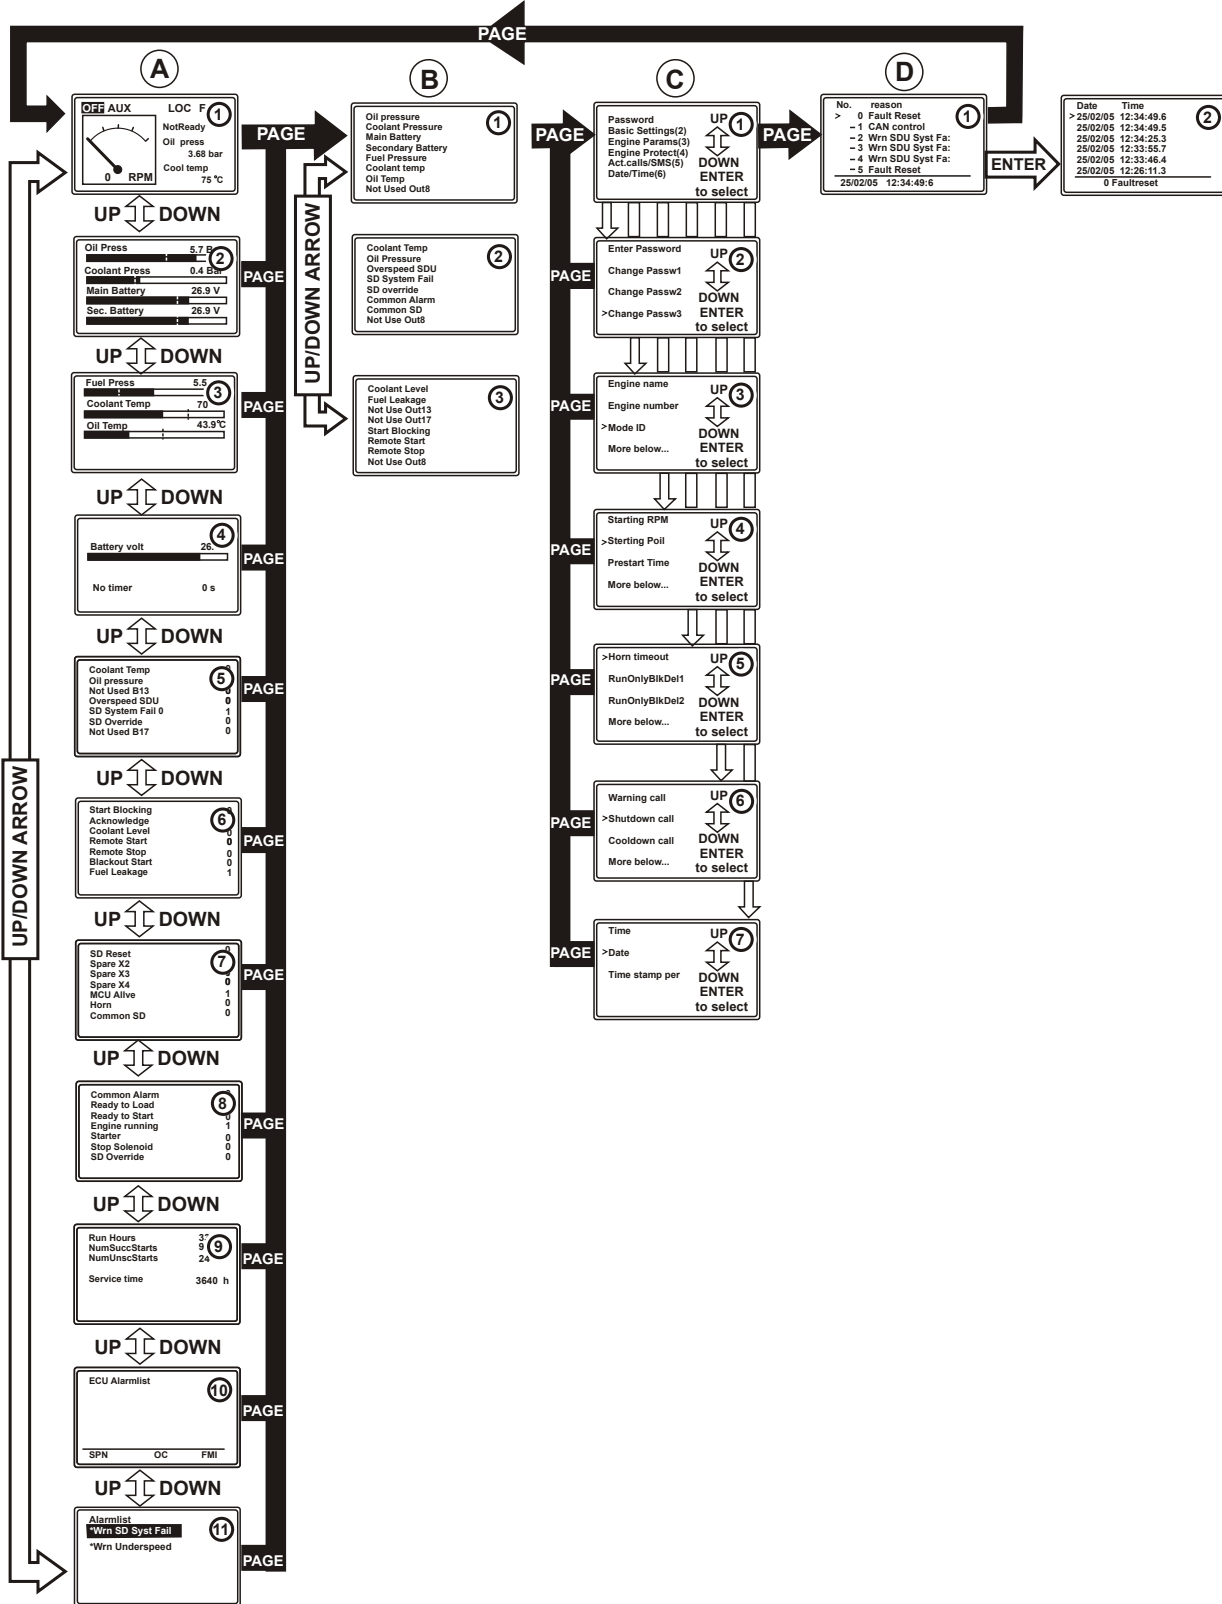 PAGE
A
B
C
D
OFF AUX LOC F
1
NotReady
Oil press
3.68 bar
Cool temp
75 °C
0 RPM
UP DOWN
Oil Press 5.7 B
2
Coolant Press 0.4 Bar
Main Battery 26.9 V
Sec. Battery 26.9 V
UP DOWN
Fuel Press 5.5
3
Coolant Temp 70
Oil Temp 43.9°C
UP DOWN
4
Battery volt 26.
No timer 0 s
UP DOWN
Coolant Temp
5
Oil pressure
Not Used B13 0
Overspeed SDU 0
SD System Fail 0 1
SD Override 0
Not Used B17 0
UP DOWN
Start Blocking
6
Acknowledge
Coolant Level 0
Remote Start 0
Remote Stop 0
Blackout Start 0
Fuel Leakage 1
UP DOWN
SD Reset
7
Spare X2
Spare X3
Spare X4 0
MCU Allve 1
Horn 0
Common SD 0
UP DOWN
Common Alarm
8
Ready to Load
Ready to Start 0
Engine running 1
Starter 0
Stop Solenoid 0
SD Override 0
UP DOWN
Run Hours
9
NumSuccStarts 9
NumUnscStarts 24
Service time 3640 h
UP DOWN
ECU Alarmlist
10
SPN OC FMI
UP DOWN
Alarmlist
11
*Wrn SD Syst Fail
*Wrn Underspeed
UP/DOWN ARROW
PAGE
PAGE
PAGE
PAGE
PAGE
PAGE
PAGE
PAGE
PAGE
PAGE
PAGE
UP/DOWN ARROW
Oil pressure
1
Coolant Pressure
Main Battery
Secondary Battery
Fuel Pressure
Coolant temp
Oil Temp
Not Used Out8
Coolant Temp
2
Oil Pressure
Overspeed SDU
SD System Fail
SD override
Common Alarm
Common SD
Not Use Out8
Coolant Level
3
Fuel Leakage
Not Use Out13
Not Use Out17
Start Blocking
Remote Start
Remote Stop
Not Use Out8
PAGE
PAGE
PAGE
PAGE
PAGE
PAGE
PAGE
Password
Basic Settings(2)
Engine Params(3)
Engine Protect(4)
Act.calls/SMS(5)
Date/Time(6)
UP
1
DOWN
ENTER
to select
Enter Password
Change Passw1
Change Passw2
>Change Passw3
UP
2
DOWN
ENTER
to select
Engine name
Engine number
>Mode ID
More below...
UP
3
DOWN
ENTER
to select
Starting RPM
>Sterting Poil
Prestart Time
More below...
UP
4
DOWN
ENTER
to select
>Horn timeout
RunOnlyBlkDel1
RunOnlyBlkDel2
More below...
UP
5
DOWN
ENTER
to select
Warning call
>Shutdown call
Cooldown call
More below...
UP
6
DOWN
ENTER
to select
Time
>Date
Time stamp per
UP
7
DOWN
ENTER
to select
PAGE
No. reason
1
> 0 Fault Reset
– 1 CAN control
– 2 Wrn SDU Syst Fa:
– 3 Wrn SDU Syst Fa:
– 4 Wrn SDU Syst Fa:
– 5 Fault Reset
25/02/05 12:34:49:6
ENTER
Date Time
2
> 25/02/05 12:34:49.6
25/02/05 12:34:49.5
25/02/05 12:34:25.3
25/02/05 12:33:55.7
25/02/05 12:33:46.4
25/02/05 12:26:11.3
0 Faultreset